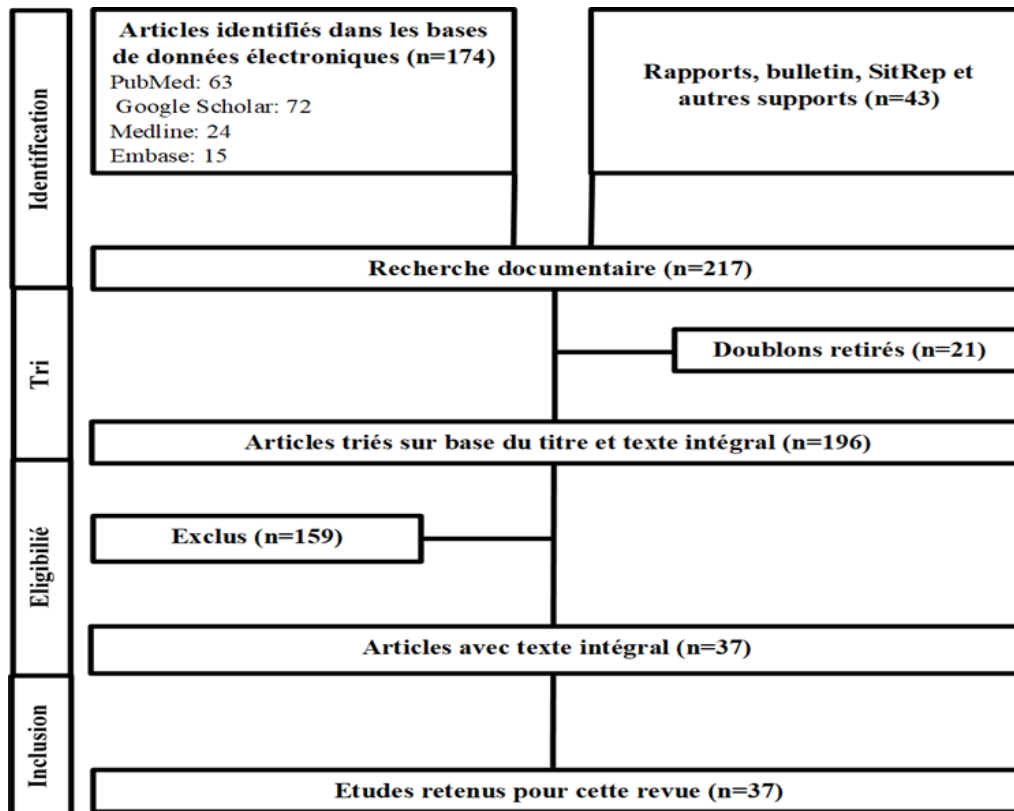 Identification
Articles identifiés dans les bases
de données électroniques (n=174)
PubMed: 63
Google Scholar: 72
Medline: 24
Embase: 15
Rapports, bulletin, SitRep et
autres supports (n=43)
Recherche documentaire (n=217)
Tri
Doublons retirés (n=21)
Articles triés sur base du titre et texte intégral (n=196)
Eligibilié
Exclus (n=159)
Articles avec texte intégral (n=37)
Inclusion
Etudes retenus pour cette revue (n=37)